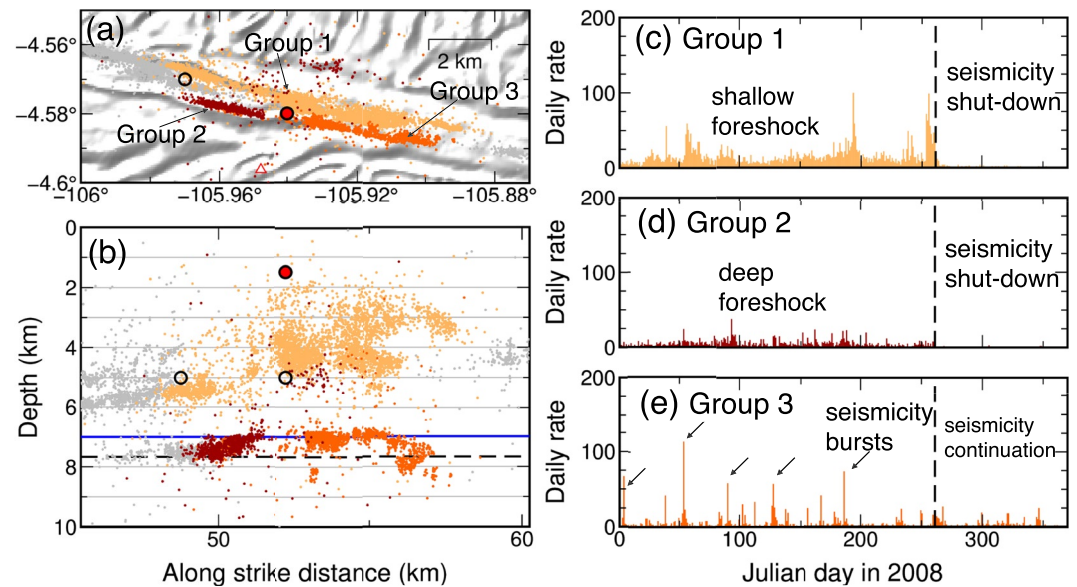 (a)
Group 1
2 km
Group 3
Group 2
−4.56°
−4.58°
−4.6°
−106°
−105.96°
−105.92°
−105.88°
(b)
0
2
4
6
8
10
Depth (km)
50
60
Along strike distance (km)
(c) Group 1
200
100
0
Daily rate
shallow
foreshock
seismicity
shut-down
(d) Group 2
200
100
0
Daily rate
deep
foreshock
seismicity
shut-down
(e) Group 3
200
100
0
Daily rate
seismicity
bursts
seismicity
continuation
0
100
200
300
Julian day in 2008